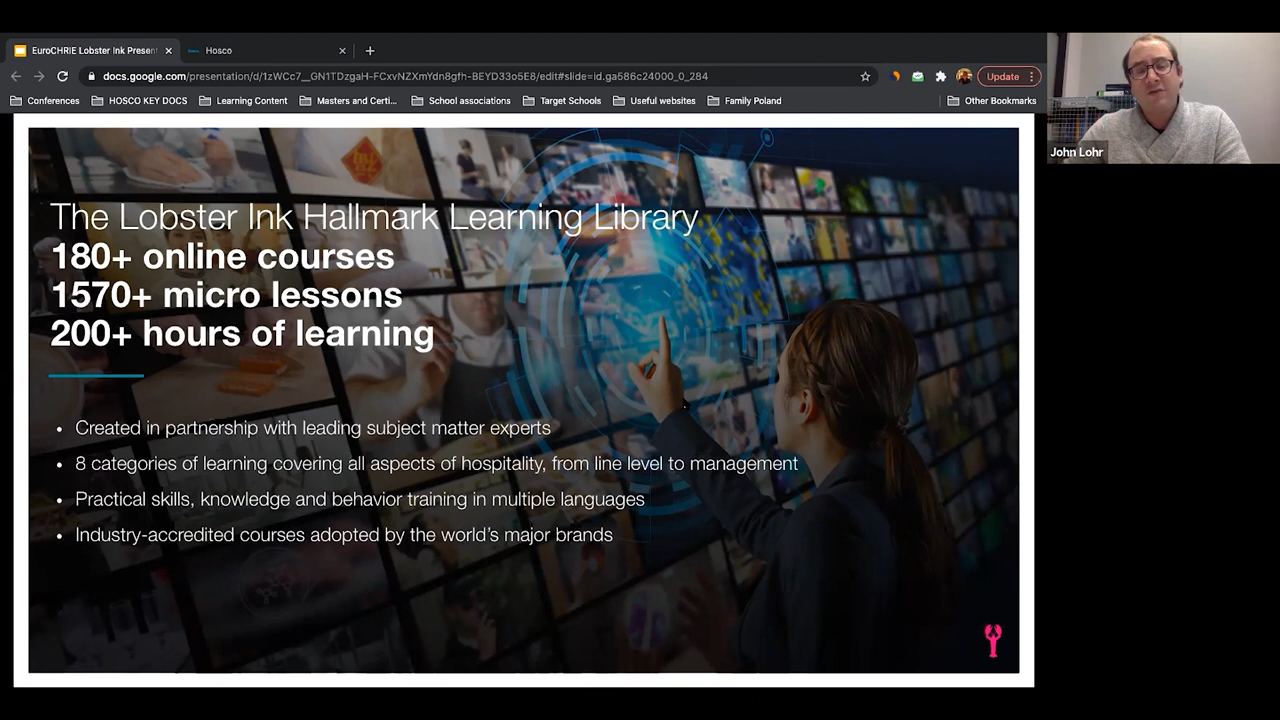 EuroCHRIE Lobster Ink Presen
Hosco
docs.google.com/presentation/d/1zWCc7__GN1TDzgaH-FCxvNZXmYdn8gfh-BEYD33o5E8/edit#slide=id.ga586c24000_0_284
Update
Conferences
HOSCO KEY DOCS
Learning Content
Masters and Certi...
School associations
Target Schools
Useful websites
Family Poland
Other Bookmarks
John Lohr
The Lobster Ink Hallmark Learning Library
180+ online courses
1570+ micro lessons
200+ hours of learning
• Created in partnership with leading subject matter experts
• 8 categories of learning covering all aspects of hospitality, from line level to management
• Practical skills, knowledge and behavior training in multiple languages
• Industry-accredited courses adopted by the world's major brands